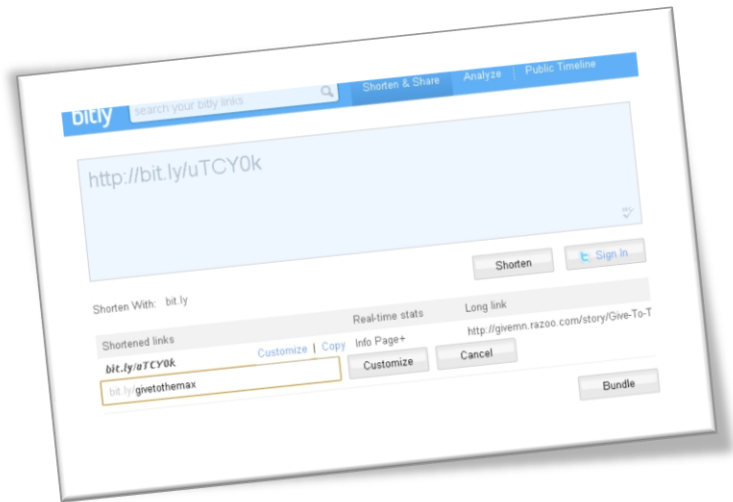 bitly search your bitly links Shorten & Share Analyze Public Timeline
http://bit.ly/uTCY0k
Shorten Sign In
Shorten With: bit.ly
Shortened links Real-time stats Long link
bit.ly/uTCY0k Customize | Copy Info Page+ http://givemn.razoo.com/story/Give-To-T
bit.ly/givetothemax Customize Cancel
Bundle